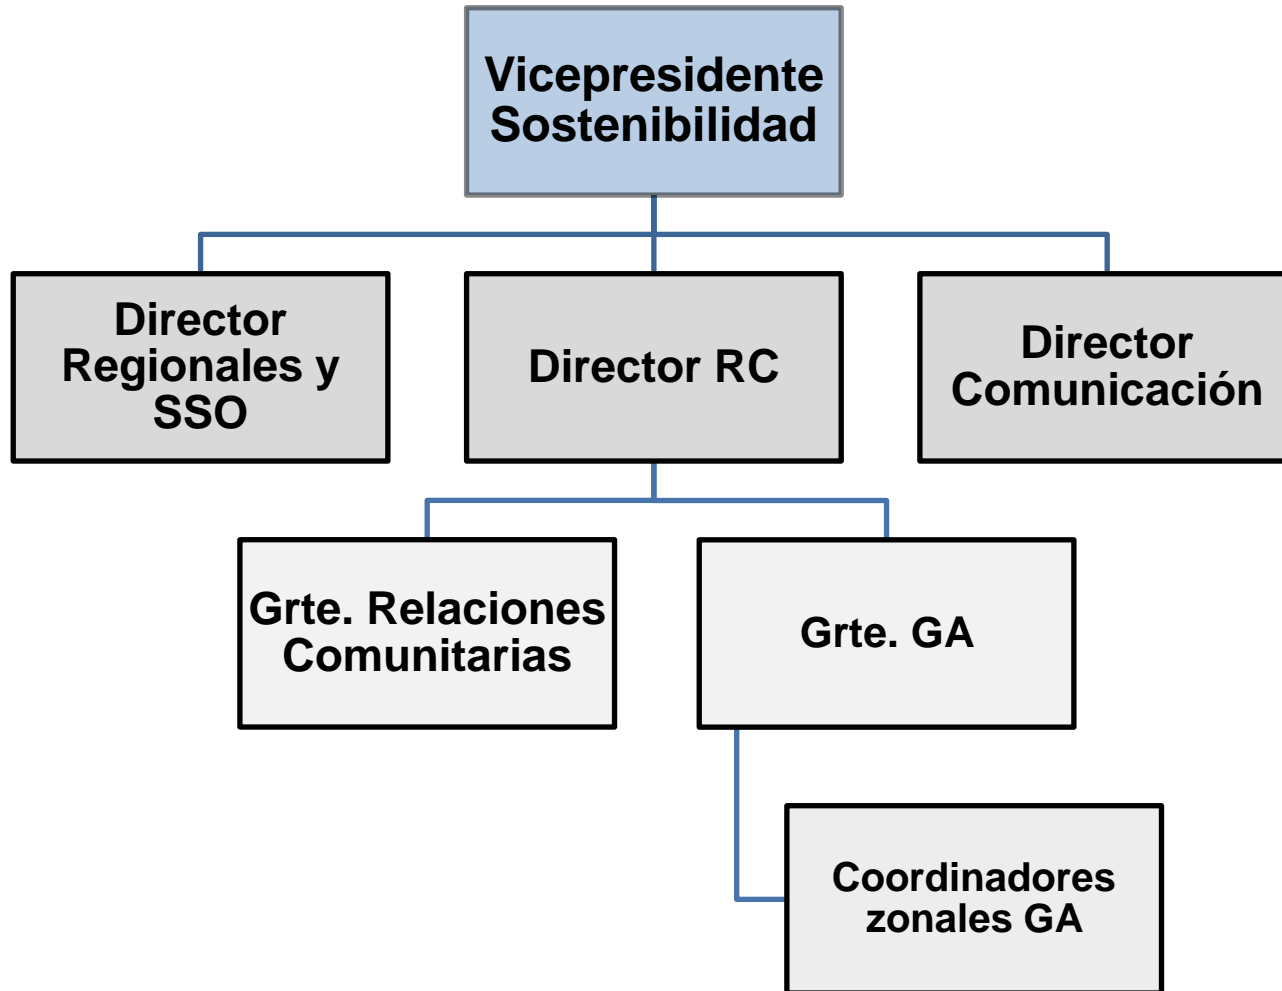 Vicepresidente
Sostenibilidad
Director
Regionales y
SSO
Director RC
Director
Comunicación
Grte. Relaciones
Comunitarias
Grte. GA
Coordinadores
zonales GA